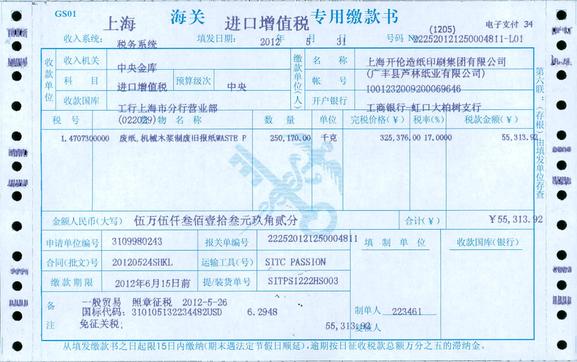 GS01
上海 海关 进口增值税 专用缴款书
(1205) 电子支付 34
收入系统: 税务系统 填发日期: 2012 年 5 月 31 日 号码№ 222520121250004811-L01
收款单位 收入机关 中央金库 缴款单位(人) 名 称 上海开伦造纸印刷集团有限公司
(广丰县芦林纸业有限公司)
科 目 进口增值税 预算级次 中央 帐 号 1001232009200069646
收款国库 工行上海市分行营业部 开户银行 工商银行-虹口大柏树支行
(022029)
税 号 货 物 名 称 数 量 单位 完税价格(¥) 税率(%) 税款金额(¥)
1.4707300000 废纸,机械木浆制废旧报纸WASTE P 250,170.00 千克 325,376.00 17.0000 55,313.92
第六联:(存根)由填发单位存查
金额人民币(大写) 伍万伍仟叁佰壹拾叁元玖角贰分 合计(¥) ¥55,313.92
申请单位编号 3109980243 报关单编号 222520121250004811 填 制 单 位 收款国库(银行)
合同(批文)号 20120524SHKL 运输工具(号) SITC PASSION
缴 款 期 限 2012年6月15日前 提/装货单号 SITPS1222HS003
备注 一般贸易 照章征税 2012-5-26
国标代码: 3101051322344​82USD 6.2948 制单人 223461
免征关税, 55,313.92
从填发缴款书之日起限15日内缴纳(期末遇法定节假日顺延),逾期按日征收税款总额万分之五的滞纳金。